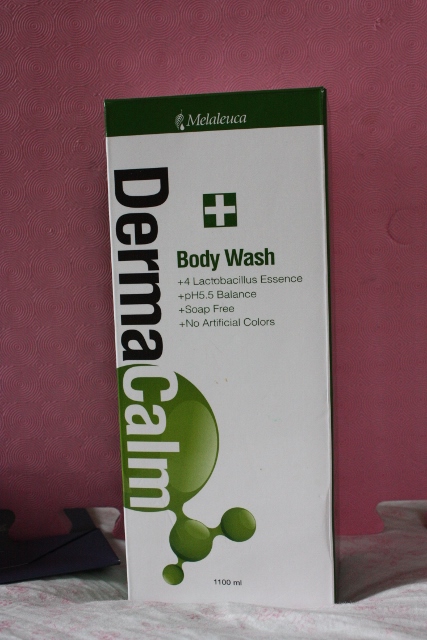 Melaleuca
DermaCalm
Body Wash
+4 Lactobacillus Essence
+pH5.5 Balance
+Soap Free
+No Artificial Colors
1100 ml